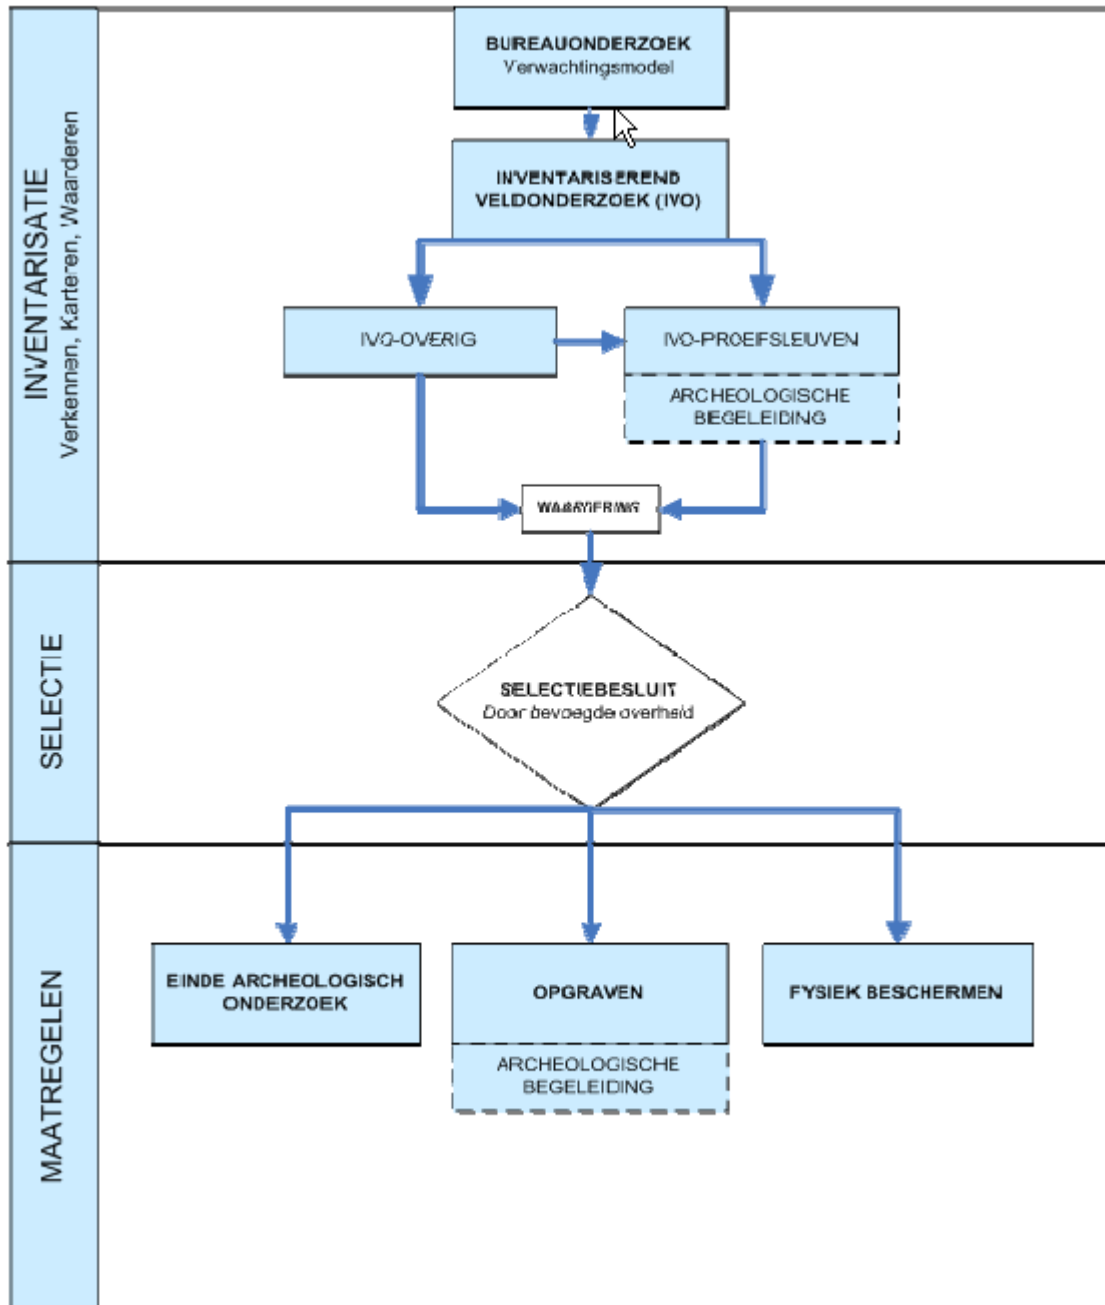 INVENTARISATIE
Verkennen, Karteren, Waarderen
BUREAUONDERZOEK
Verwachtingsmodel
INVENTARISEREND
VELDONDERZOEK (IVO)
IVO-OVERIG
IVO-PROEFSLEUVEN
ARCHEOLOGISCHE
BEGELEIDING
WAARDERING
SELECTIE
SELECTIEBESLUIT
Door bevoegde overheid
MAATREGELEN
EINDE ARCHEOLOGISCH
ONDERZOEK
OPGRAVEN
ARCHEOLOGISCHE
BEGELEIDING
FYSIEK BESCHERMEN